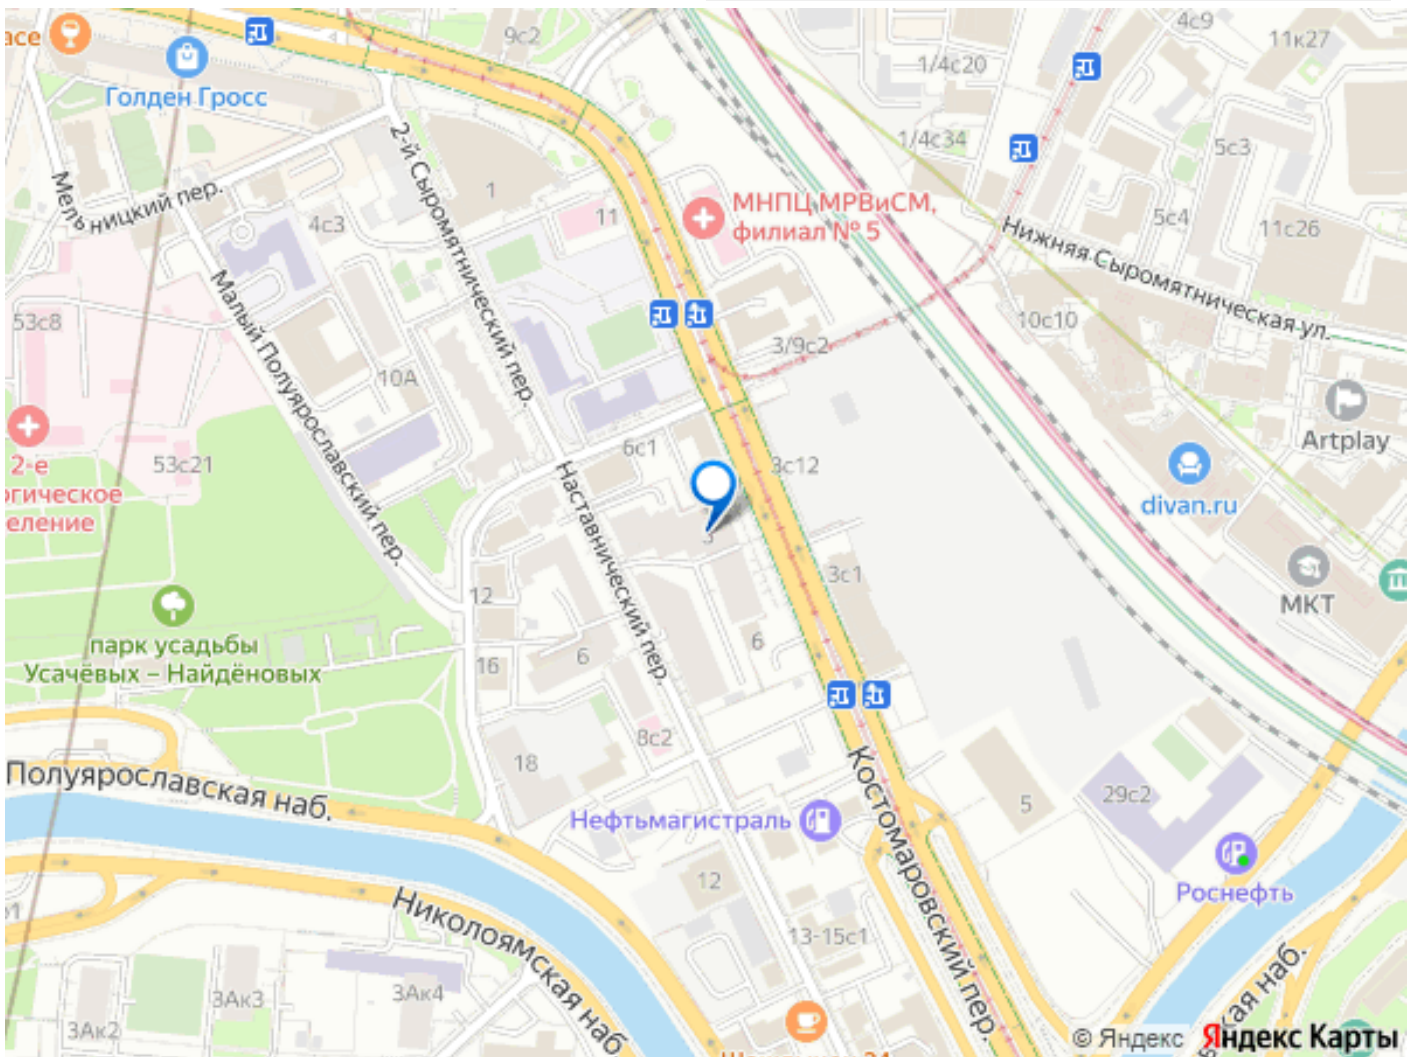 9с2
4с9
11к27
Голден Гросс
1/4с20
1/4с34
5с3
Мельницкий пер.
2-й Сыромятнический пер.
1
4с3
11
МНПЦ МРВиСМ,
филиал № 5
5с4
11с26
Нижняя Сыромятническая ул.
Малый Полуярославский пер.
53с8
10А
3/9с2
10с10
Artplay
2-е
53с21
6с1
3с12
divan.ru
Наставнический пер.
3
12
3с1
МКТ
парк усадьбы
Усачёвых – Найдёновых
16
6
6
8с2
18
Полуярославская наб.
Нефтьмагистраль
Костомаровский пер.
5
29с2
Роснефть
12
13-15с1
Николоямская наб
3Ак3
3Ак4
3Ак2
© Яндекс Яндекс Карты